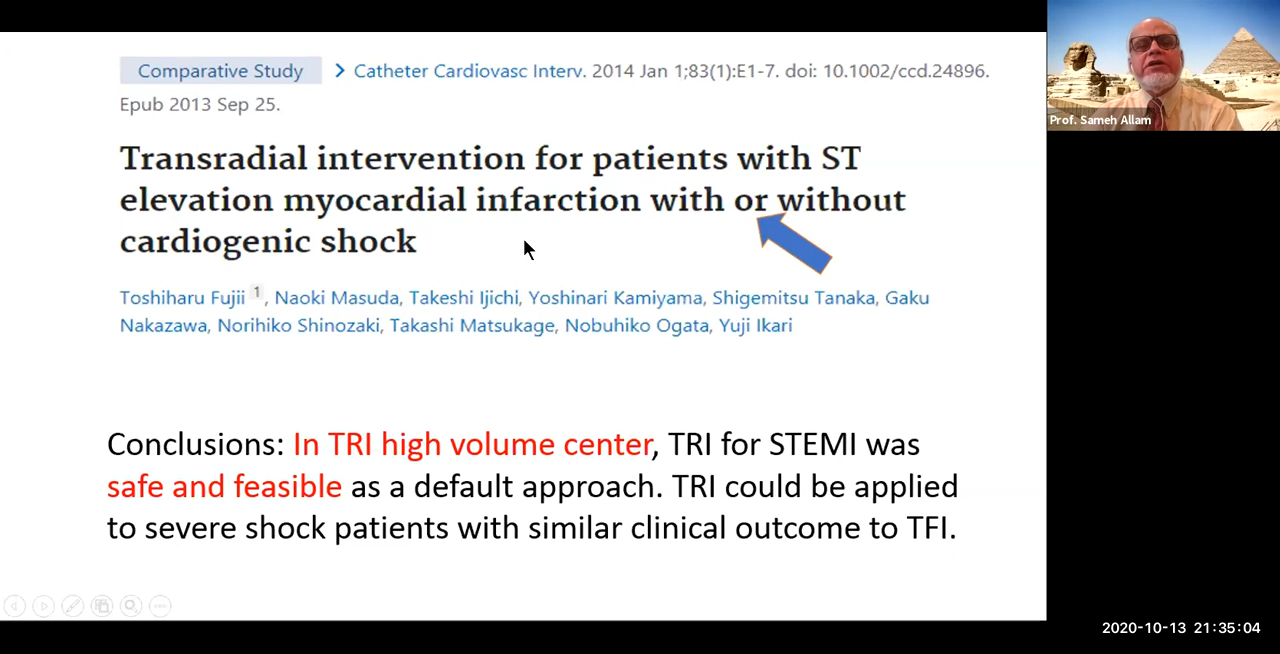 Comparative Study > Catheter Cardiovasc Interv. 2014 Jan 1;83(1):E1-7. doi: 10.1002/ccd.24896.
Epub 2013 Sep 25.
Transradial intervention for patients with ST
elevation myocardial infarction with or without
cardiogenic shock
Toshiharu Fujii 1, Naoki Masuda, Takeshi Ijichi, Yoshinari Kamiyama, Shigemitsu Tanaka, Gaku
Nakazawa, Norihiko Shinozaki, Takashi Matsukage, Nobuhiko Ogata, Yuji Ikari
Conclusions: In TRI high volume center, TRI for STEMI was
safe and feasible as a default approach. TRI could be applied
to severe shock patients with similar clinical outcome to TFI.
Prof. Sameh Allam
2020-10-13 21:35:04